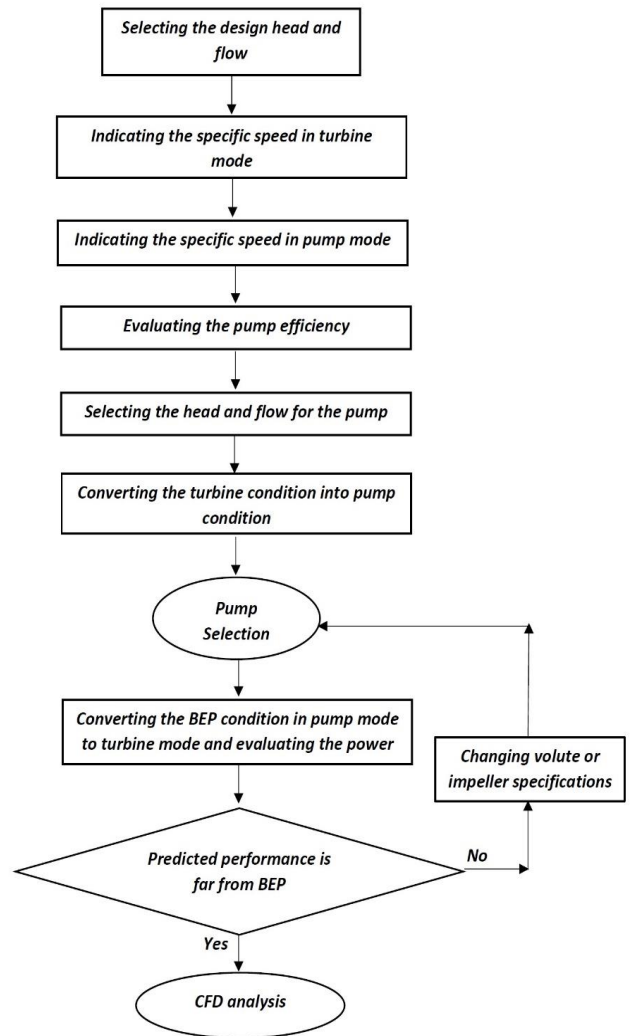 Selecting the design head and
flow
Indicating the specific speed in turbine
mode
Indicating the specific speed in pump mode
Evaluating the pump efficiency
Selecting the head and flow for the pump
Converting the turbine condition into pump
condition
Pump
Selection
Converting the BEP condition in pump mode
to turbine mode and evaluating the power
Changing volute or
impeller specifications
Predicted performance is
far from BEP
No
Yes
CFD analysis